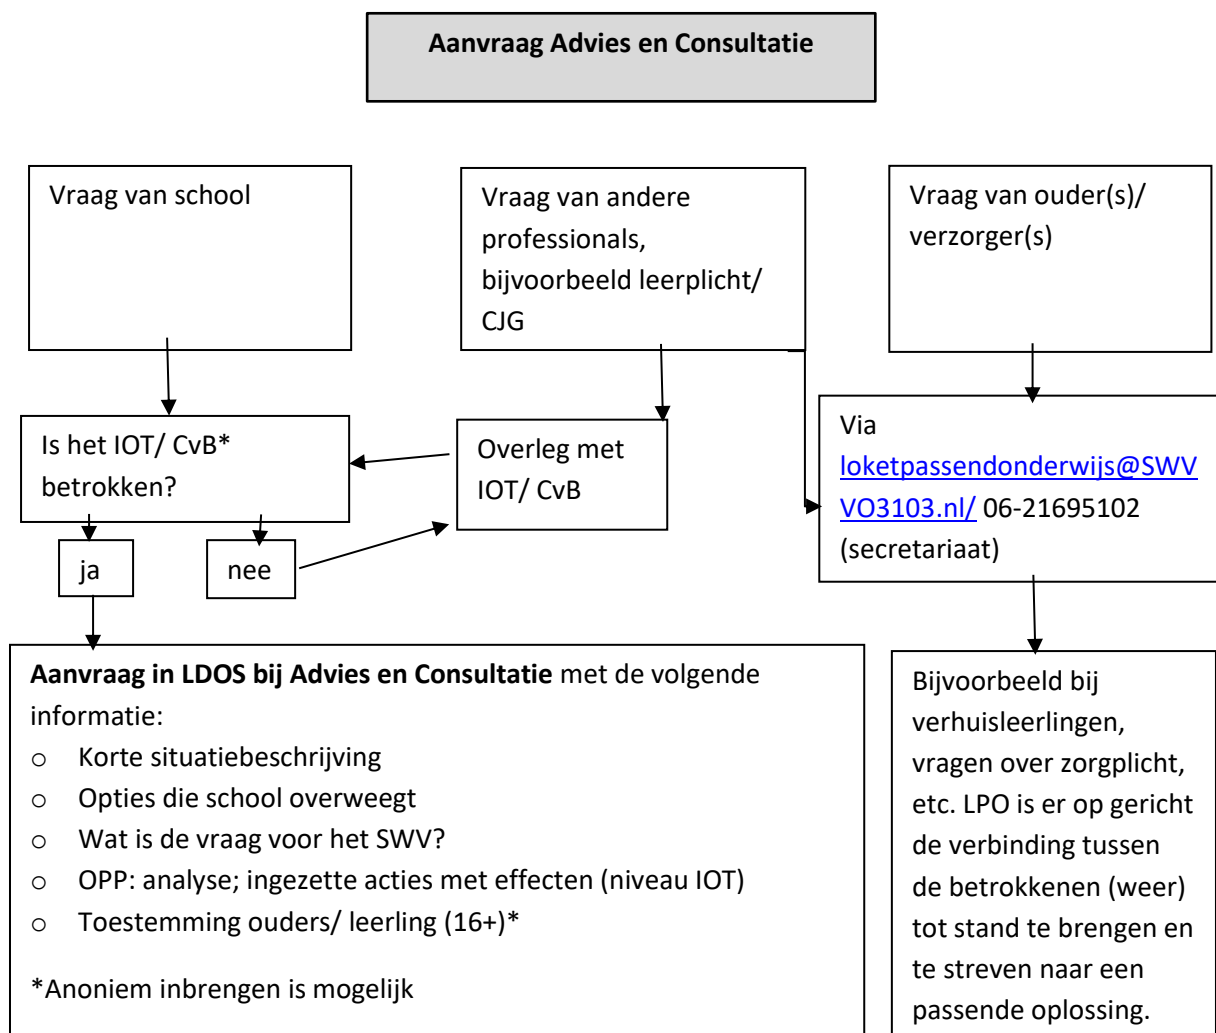 Aanvraag Advies en Consultatie
Vraag van school
Vraag van andere
professionals,
bijvoorbeeld leerplicht/
CJG
Vraag van ouder(s)/
verzorger(s)
Is het IOT/ CvB*
betrokken?
Overleg met
IOT/ CvB
Via
loketpassendonderwijs@SWV
VO3103.nl/ 06-21695102
(secretariaat)
ja
nee
Aanvraag in LDOS bij Advies en Consultatie met de volgende
informatie:
o Korte situatiebeschrijving
o Opties die school overweegt
o Wat is de vraag voor het SWV?
o OPP: analyse; ingezette acties met effecten (niveau IOT)
o Toestemming ouders/ leerling (16+)*
*Anoniem inbrengen is mogelijk
Bijvoorbeeld bij
verhuisleerlingen,
vragen over zorgplicht,
etc. LPO is er op gericht
de verbinding tussen
de betrokkenen (weer)
tot stand te brengen en
te streven naar een
passende oplossing.